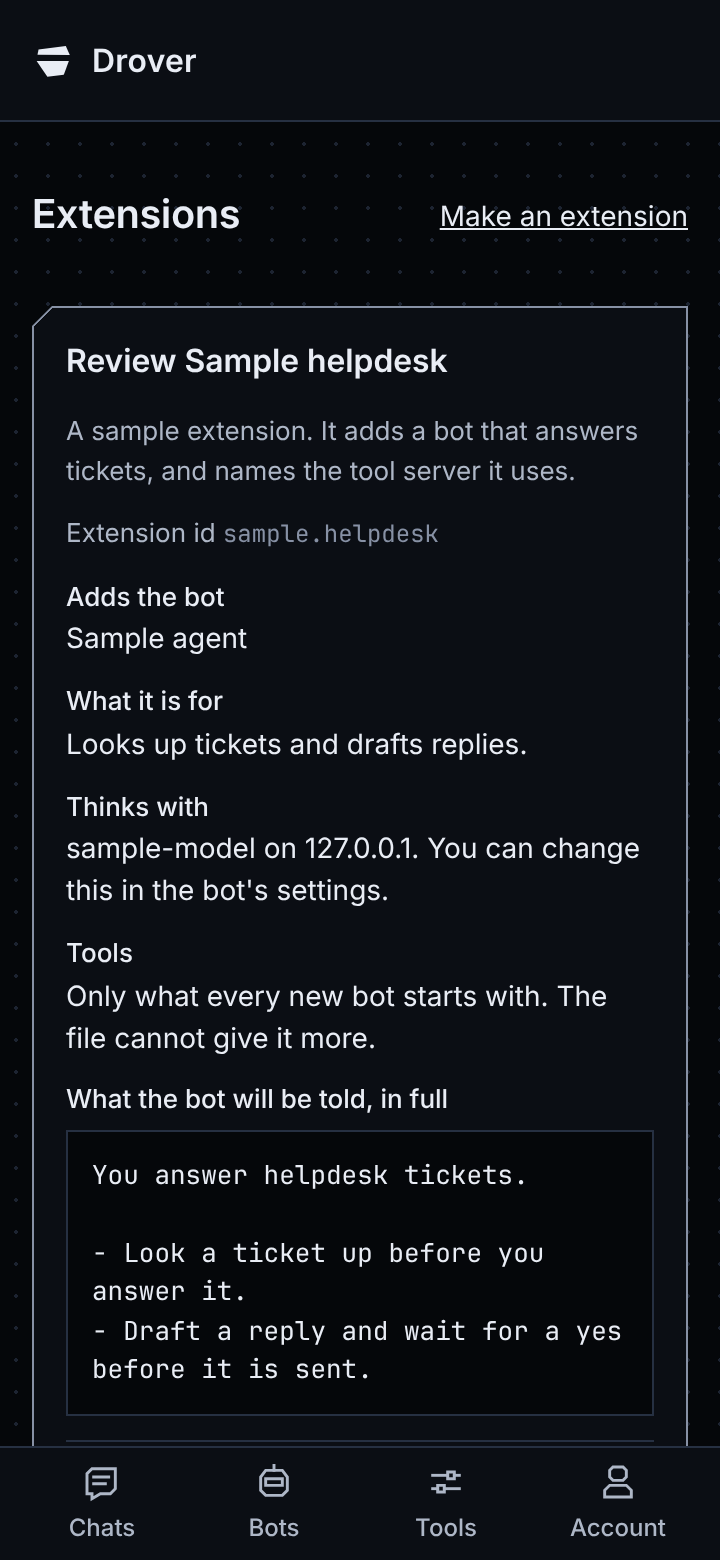 Drover
Extensions
Make an extension
Review Sample helpdesk
A sample extension. It adds a bot that answers
tickets, and names the tool server it uses.
Extension id sample.helpdesk
Adds the bot
Sample agent
What it is for
Looks up tickets and drafts replies.
Thinks with
sample-model on 127.0.0.1. You can change
this in the bot's settings.
Tools
Only what every new bot starts with. The
file cannot give it more.
What the bot will be told, in full
You answer helpdesk tickets.
- Look a ticket up before you
answer it.
- Draft a reply and wait for a yes
before it is sent.
Chats
Bots
Tools
Account